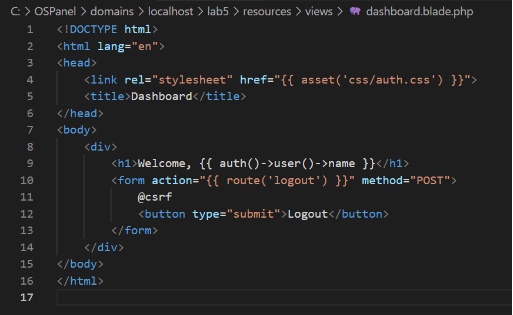 C: > OSPanel > domains > localhost > lab5 > resources > views > dashboard.blade.php
1 <!DOCTYPE html>
2 <html lang="en">
3 <head>
4     <link rel="stylesheet" href="{{ asset('css/auth.css') }}">
5     <title>Dashboard</title>
6 </head>
7 <body>
8     <div>
9         <h1>Welcome, {{ auth()->user()->name }}</h1>
10         <form action="{{ route('logout') }}" method="POST">
11             @csrf
12             <button type="submit">Logout</button>
13         </form>
14     </div>
15 </body>
16 </html>
17